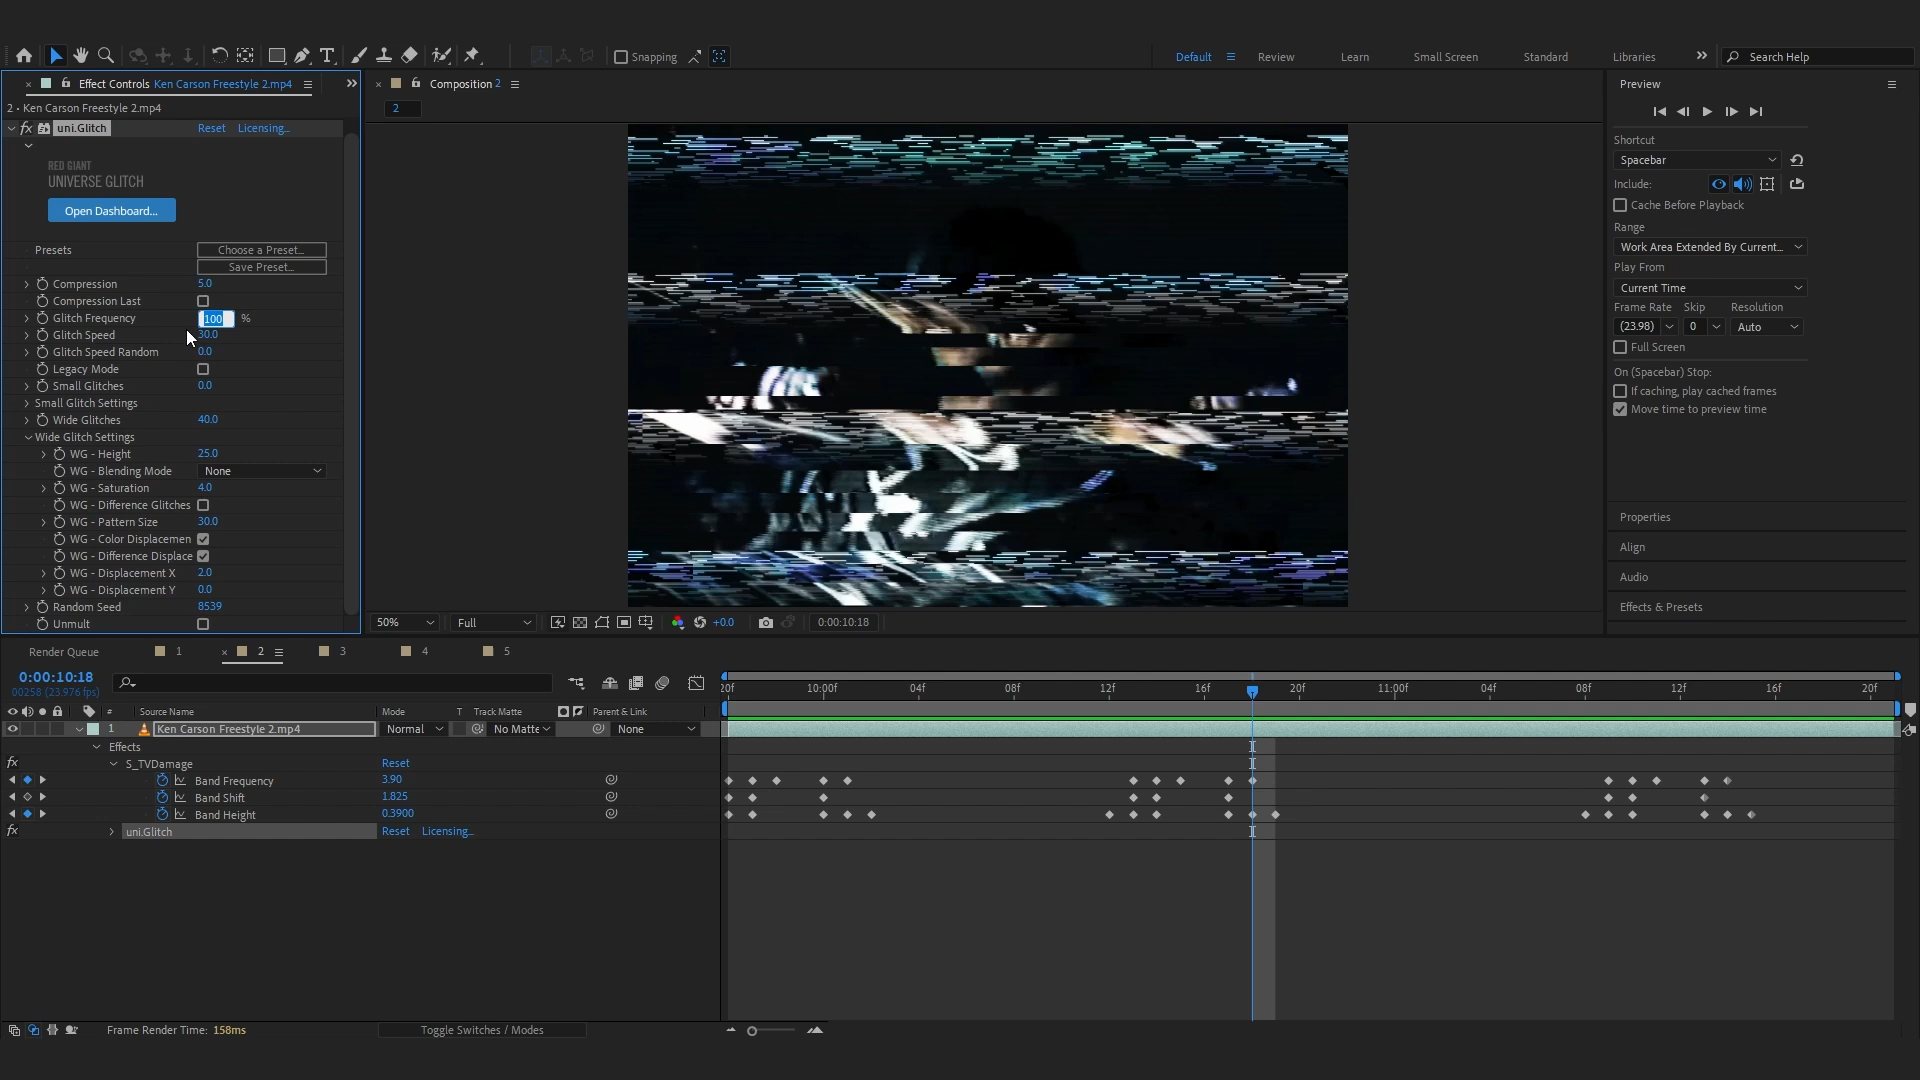 Snapping
Default
Review
Learn
Small Screen
Standard
Libraries
Search Help
Effect Controls Ken Carson Freestyle 2.mp4
2 • Ken Carson Freestyle 2.mp4
fx uni.Glitch Reset Licensing...
RED GIANT
UNIVERSE GLITCH
Open Dashboard...
Presets Choose a Preset...
Save Preset...
Compression 5.0
Compression Last
Glitch Frequency 100 %
Glitch Speed 30.0
Glitch Speed Random 0.0
Legacy Mode
Small Glitches 0.0
Small Glitch Settings
Wide Glitches 40.0
Wide Glitch Settings
WG - Height 25.0
WG - Blending Mode None
WG - Saturation 4.0
WG - Difference Glitches
WG - Pattern Size 30.0
WG - Color Displacemen
WG - Difference Displace
WG - Displacement X 2.0
WG - Displacement Y 0.0
Random Seed 8539
Unmult
Composition 2
2
50% Full +0.0 0:00:10:18
Preview
Shortcut
Spacebar
Include:
Cache Before Playback
Range
Work Area Extended By Current...
Play From
Current Time
Frame Rate Skip Resolution
(23.98) 0 Auto
Full Screen
On (Spacebar) Stop:
If caching, play cached frames
Move time to preview time
Properties
Align
Audio
Effects & Presets
Render Queue 1 2 3 4 5
0:00:10:18
00258 (23.976 fps)
20f 10:00f 04f 08f 12f 16f 20f 11:00f 04f 08f 12f 16f 20f
# Source Name Mode T Track Matte Parent & Link
1 Ken Carson Freestyle 2.mp4 Normal No Matte None
Effects
fx S_TVDamage Reset
Band Frequency 3.90
Band Shift 1.825
Band Height 0.3900
fx uni.Glitch Reset Licensing...
Frame Render Time: 158ms
Toggle Switches / Modes